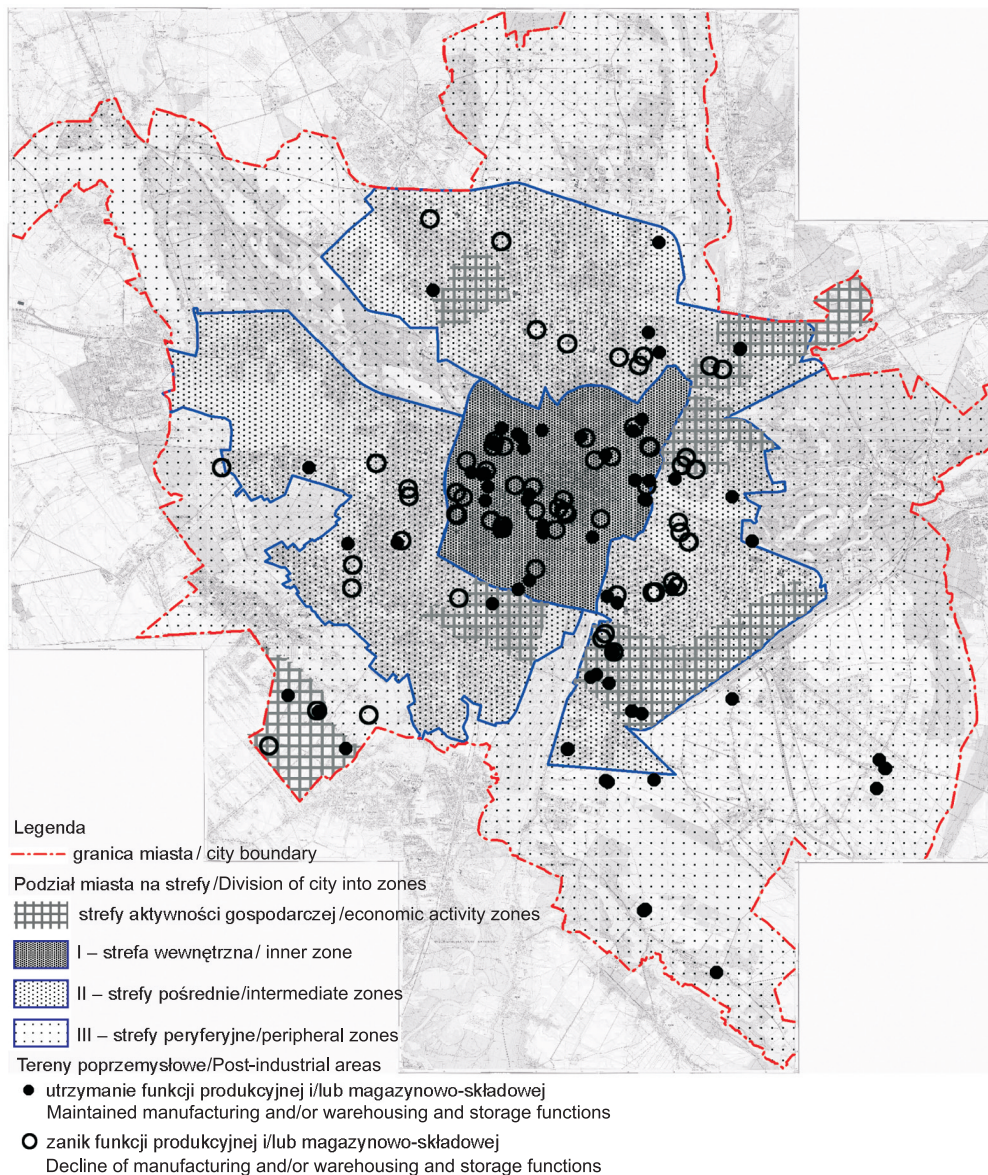 Legenda
granica miasta / city boundary
Podział miasta na strefy /Division of city into zones
strefy aktywności gospodarczej /economic activity zones
I – strefa wewnętrzna / inner zone
II – strefy pośrednie/intermediate zones
III – strefy peryferyjne/peripheral zones
Tereny poprzemysłowe/Post-industrial areas
utrzymanie funkcji produkcyjnej i/lub magazynowo-składowej
Maintained manufacturing and/or warehousing and storage functions
zanik funkcji produkcyjnej i/lub magazynowo-składowej
Decline of manufacturing and/or warehousing and storage functions